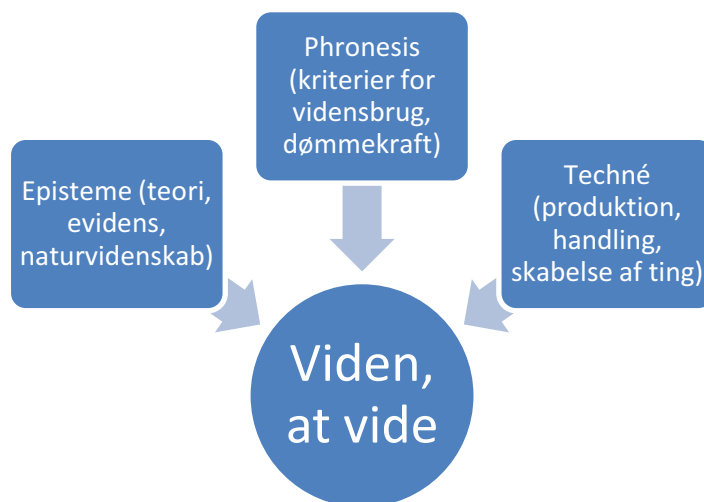 Phronesis
(kriterier for
vidensbrug,
dømmekraft)
Episteme (teori,
evidens,
naturvidenskab)
Techné
(produktion,
handling,
skabelse af ting)
Viden,
at vide